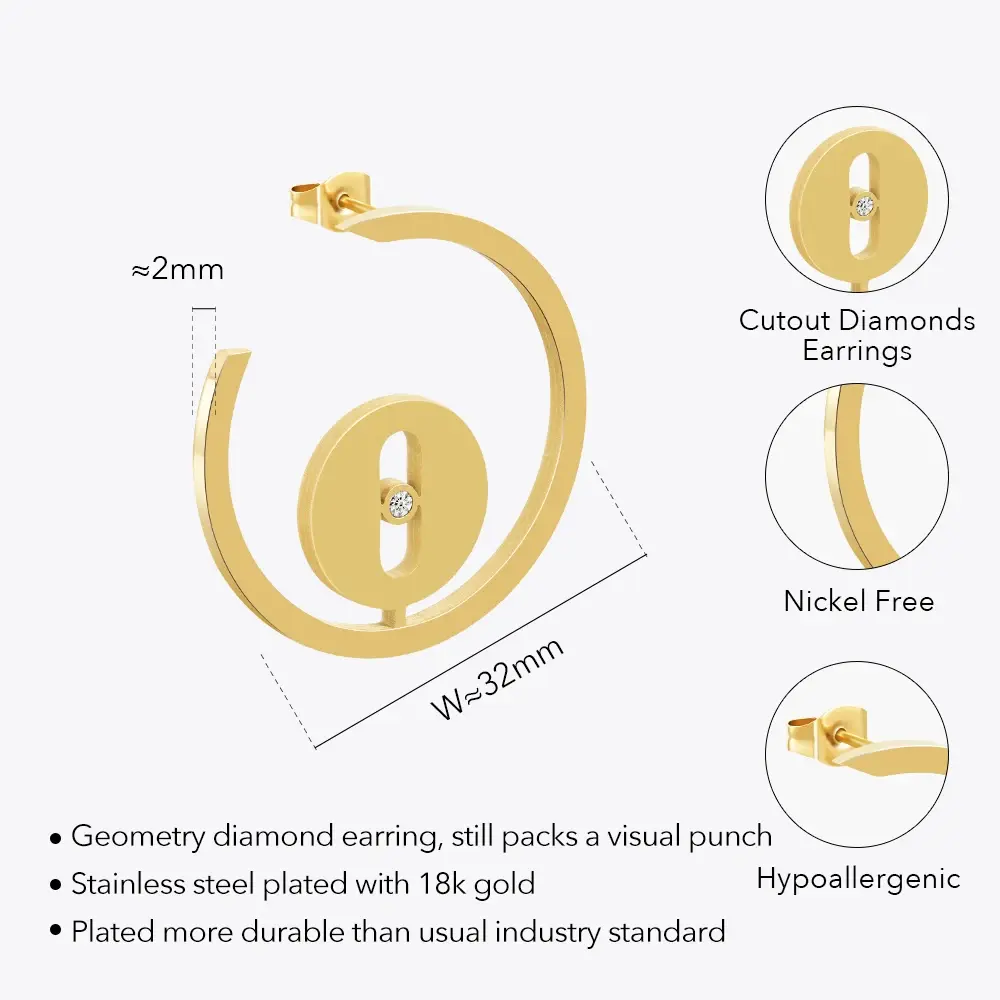 ≈2mm
Cutout Diamonds
Earrings
Nickel Free
W≈32mm
Hypoallergenic
• Geometry diamond earring, still packs a visual punch
• Stainless steel plated with 18k gold
• Plated more durable than usual industry standard